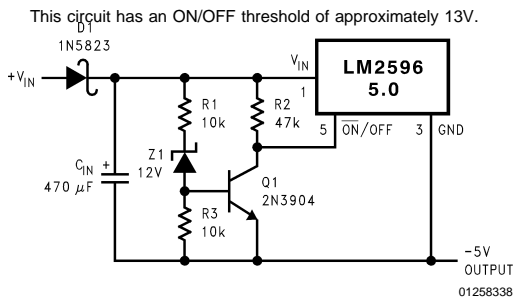 This circuit has an ON/OFF threshold of approximately 13V.
D1
1N5823
+VIN
VIN
1
LM2596
5.0
5
ON/OFF
3
GND
R1
10k
R2
47k
Z1
12V
CIN
+
470 µF
Q1
2N3904
R3
10k
-5V
OUTPUT
01258338